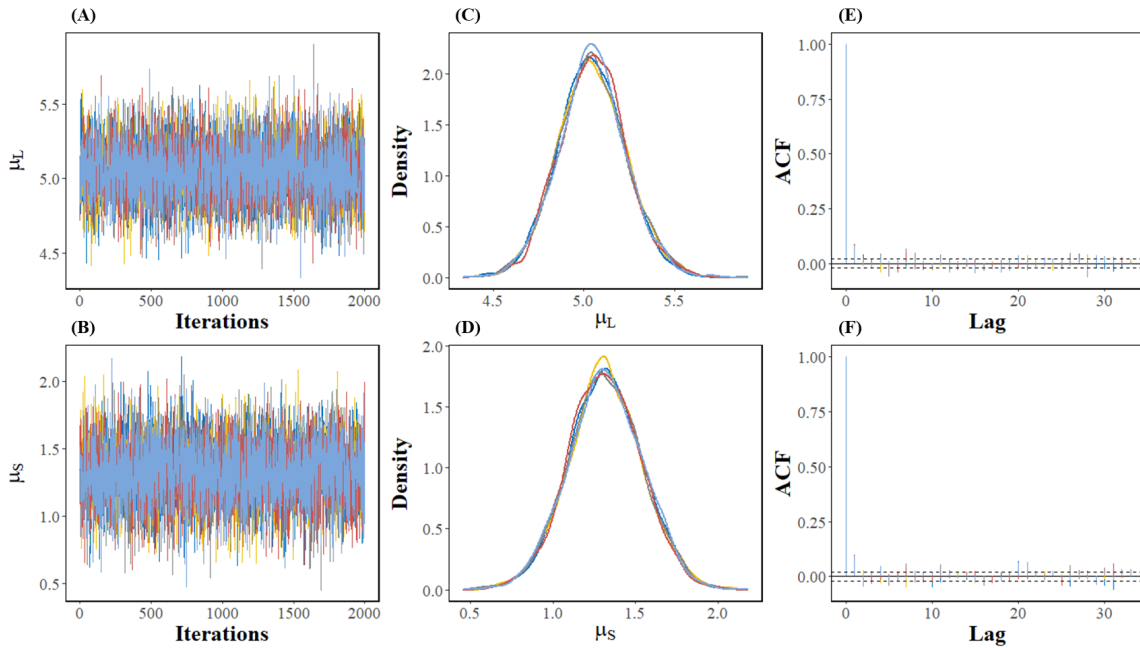 (A)
5.5
5.0
4.5
μL
0 500 1000 1500 2000
Iterations
(B)
2.0
1.5
1.0
0.5
μS
0 500 1000 1500 2000
Iterations
(C)
2.0
1.5
1.0
0.5
0.0
Density
4.5 5.0 5.5
μL
(D)
2.0
1.5
1.0
0.5
0.0
Density
1.0 1.5 2.0
μS
(E)
1.00
0.75
0.50
0.25
0.00
ACF
0 10 20 30
Lag
(F)
1.00
0.75
0.50
0.25
0.00
ACF
0 10 20 30
Lag